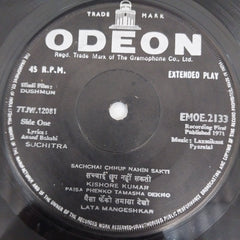 TRADE MARK
ODEON
Regd. Trade Mark of The Gramophone Co., Ltd.
45 R.P.M.
EXTENDED PLAY
Hindi Film:
DUSHMUN
7TJW.12081
EMOE.2133
Side One
Recording First
Published 1971
Lyrics:
Anand Bakshi
Music: Laxmikant
Pyarelal
SUCHITRA
SACHCHAI CHHUP NAHIN SAKTI
सच्चाई छुप नहीं सकती
KISHORE KUMAR
PAISA PHENKO TAMASHA DEKHO
पैसा फेंको तमाशा देखो
LATA MANGESHKAR